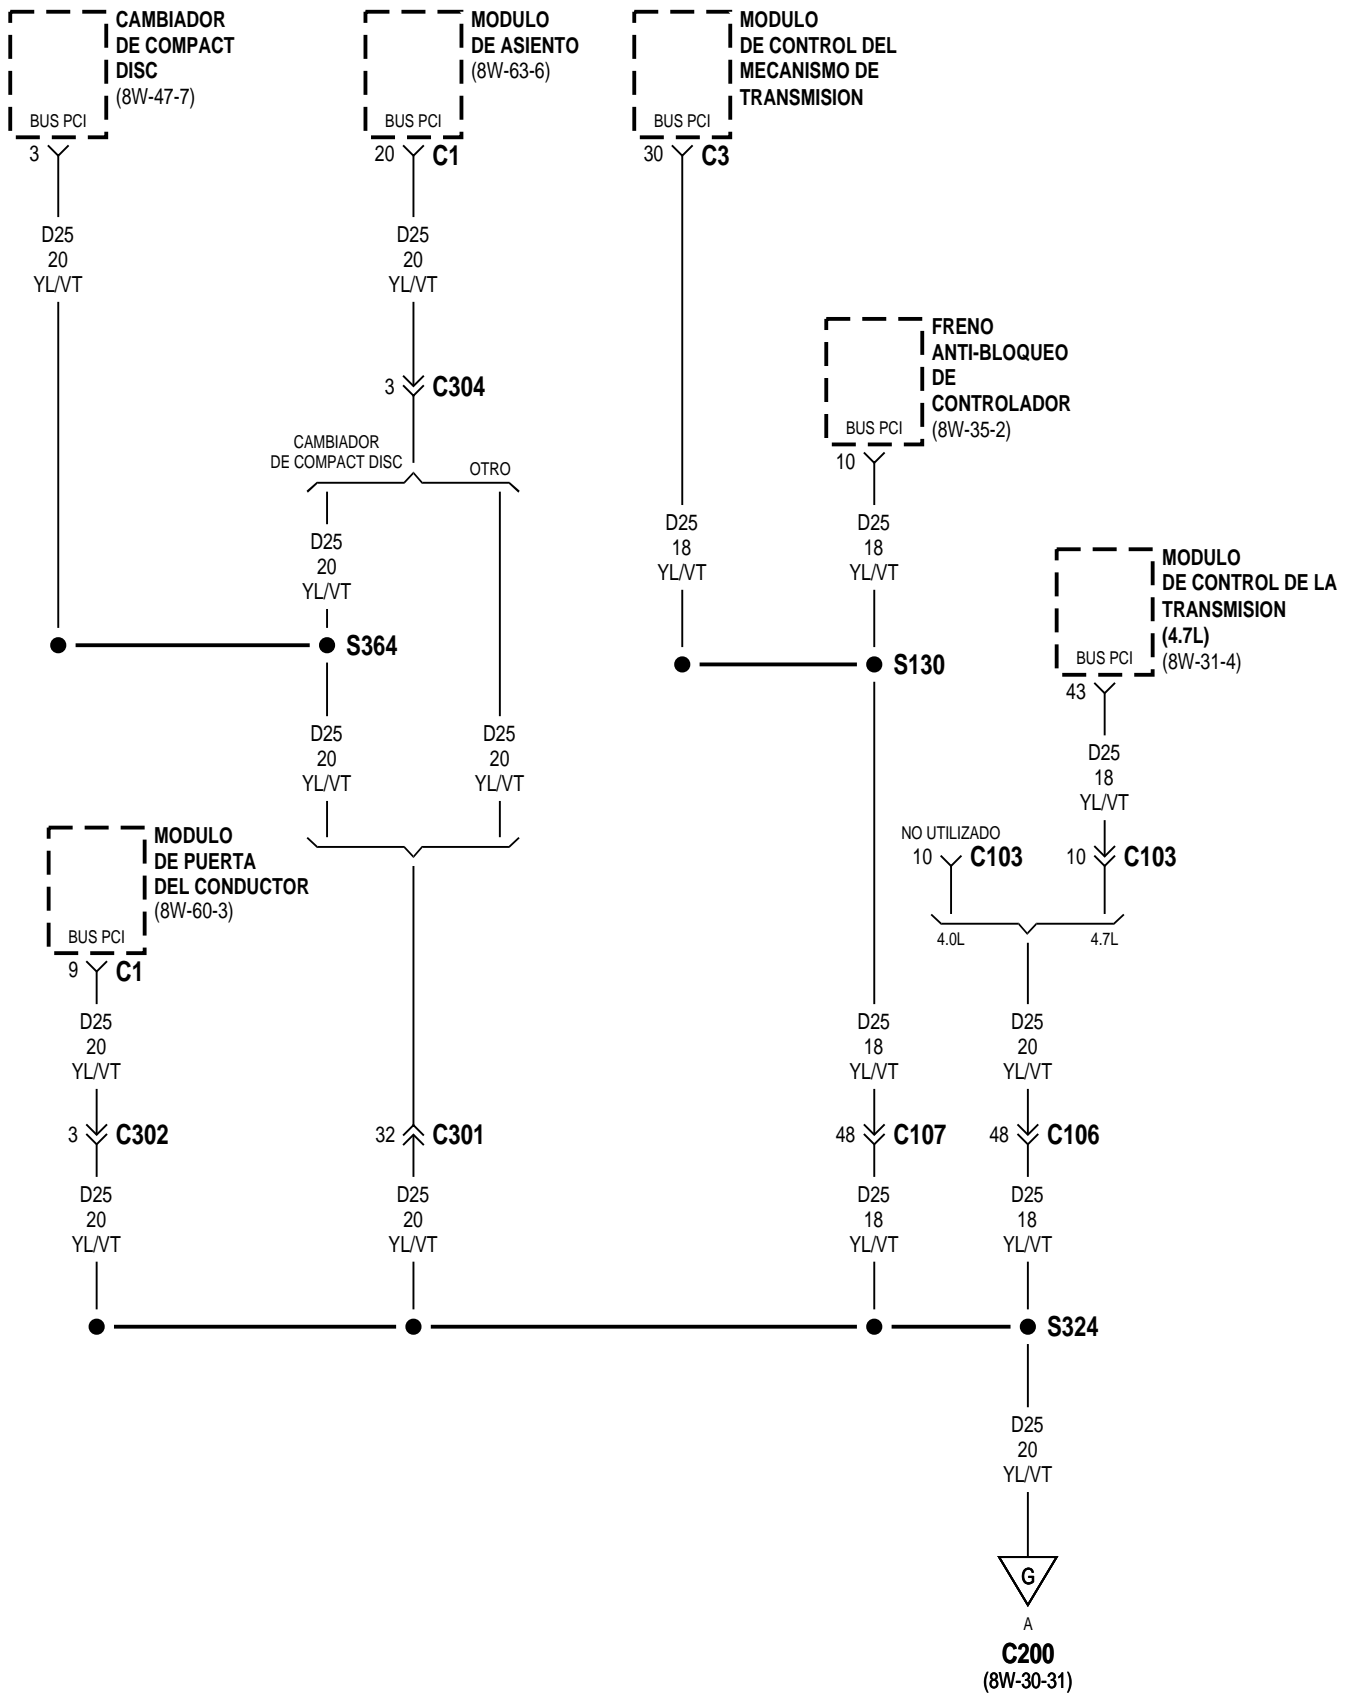 CAMBIADOR
DE COMPACT
DISC
(8W-47-7)
BUS PCI
3
MODULO
DE ASIENTO
(8W-63-6)
BUS PCI
20
C1
MODULO
DE CONTROL DEL
MECANISMO DE
TRANSMISION
BUS PCI
30
C3
D25
20
YL/VT
D25
20
YL/VT
FRENO
ANTI-BLOQUEO
DE
CONTROLADOR
(8W-35-2)
BUS PCI
10
3
C304
CAMBIADOR
DE COMPACT DISC
OTRO
D25
20
YL/VT
D25
18
YL/VT
D25
18
YL/VT
MODULO
DE CONTROL DE LA
TRANSMISION
(4.7L)
(8W-31-4)
BUS PCI
43
S364
S130
D25
20
YL/VT
D25
20
YL/VT
D25
18
YL/VT
MODULO
DE PUERTA
DEL CONDUCTOR
(8W-60-3)
BUS PCI
9
C1
NO UTILIZADO
10
C103
10
C103
4.0L
4.7L
D25
20
YL/VT
D25
18
YL/VT
D25
20
YL/VT
3
C302
32
C301
48
C107
48
C106
D25
20
YL/VT
D25
20
YL/VT
D25
18
YL/VT
D25
18
YL/VT
S324
D25
20
YL/VT
G
A
C200
(8W-30-31)